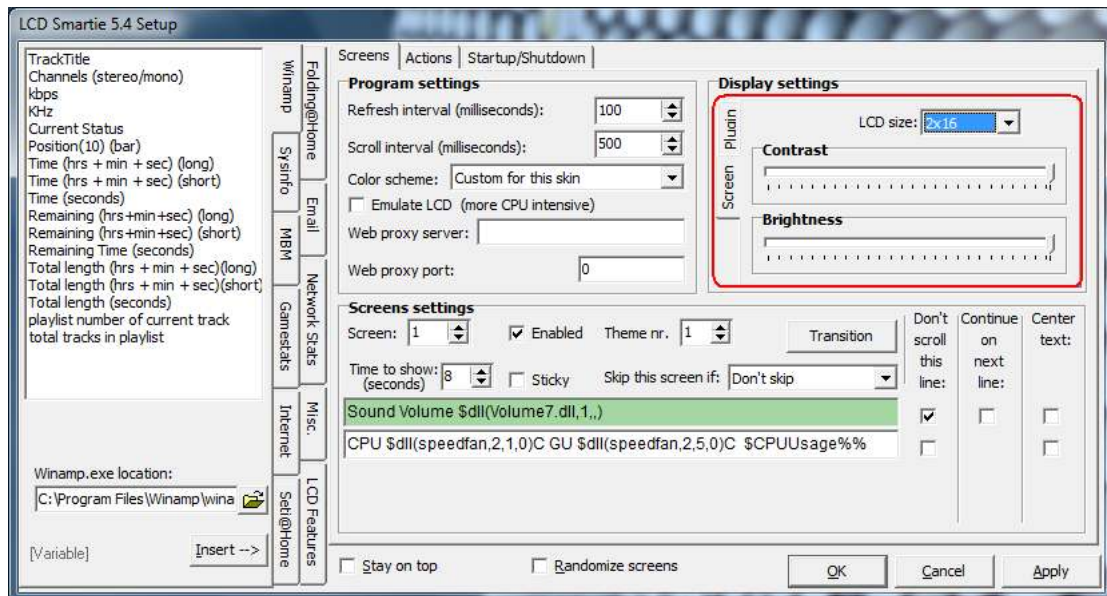 LCD Smartie 5.4 Setup
TrackTitle
Channels (stereo/mono)
kbps
KHz
Current Status
Position(10) (bar)
Time (hrs + min + sec) (long)
Time (hrs + min + sec) (short)
Time (seconds)
Remaining (hrs+min+sec) (long)
Remaining (hrs+min+sec) (short)
Remaining Time (seconds)
Total length (hrs + min + sec)(long)
Total length (hrs + min + sec)(short)
Total length (seconds)
playlist number of current track
total tracks in playlist
Winamp.exe location:
C:\Program Files\Winamp\wina
[Variable]
Insert -->
Winamp
Sysinfo
MBM
Gamestats
Internet
Seti@Home
Folding@Home
Email
Network Stats
Misc.
LCD Features
Screens
Actions
Startup/Shutdown
Program settings
Refresh interval (milliseconds): 100
Scroll interval (milliseconds): 500
Color scheme: Custom for this skin
Emulate LCD (more CPU intensive)
Web proxy server:
Web proxy port: 0
Display settings
Plugin
Screen
LCD size: 2x16
Contrast
Brightness
Screens settings
Screen: 1 Enabled Theme nr. 1 Transition
Time to show: (seconds) 8 Sticky Skip this screen if: Don't skip
Don't scroll this line:
Continue on next line:
Center text:
Sound Volume $dll(Volume7.dll,1,,)
CPU $dll(speedfan,2,1,0)C GU $dll(speedfan,2,5,0)C $CPUUsage%%
Stay on top
Randomize screens
OK
Cancel
Apply